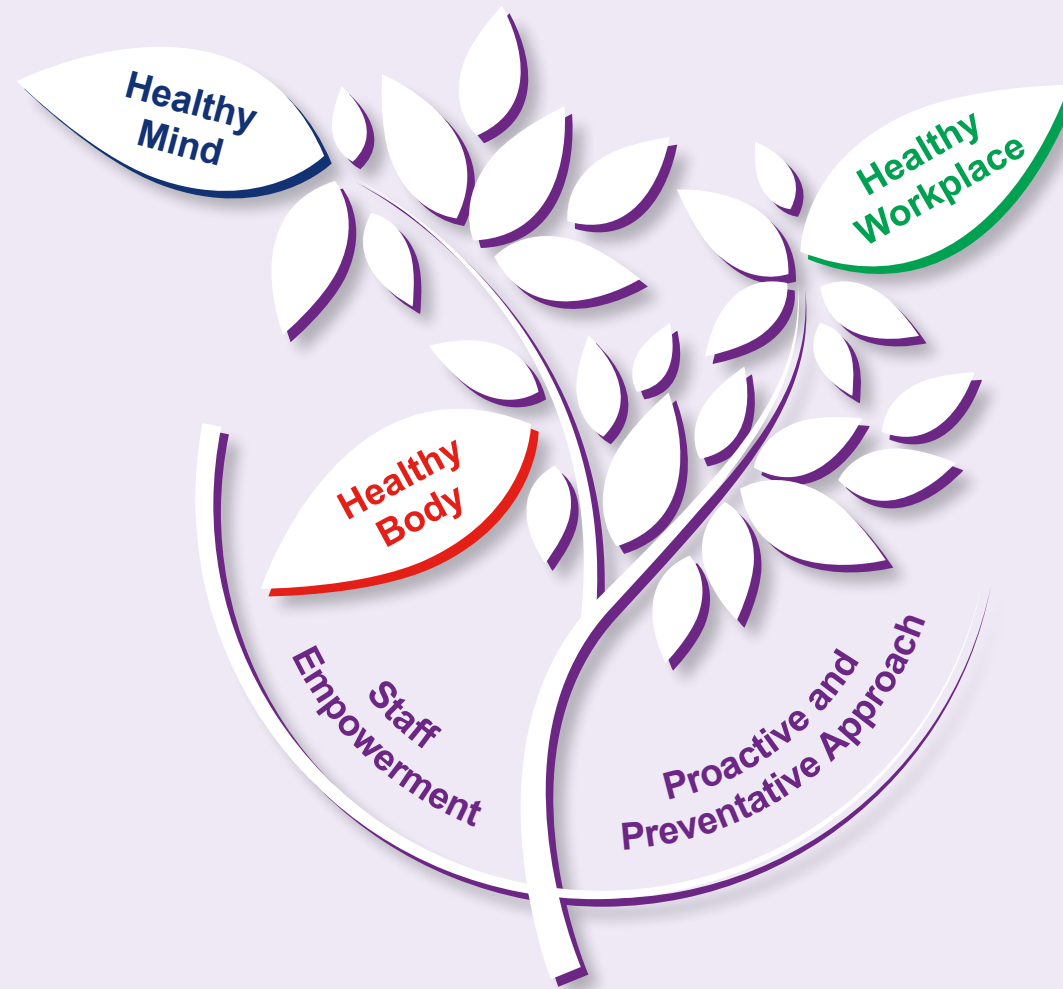 Healthy
Mind
Healthy
Workplace
Healthy
Body
Staff
Empowerment
Proactive and
Preventative Approach